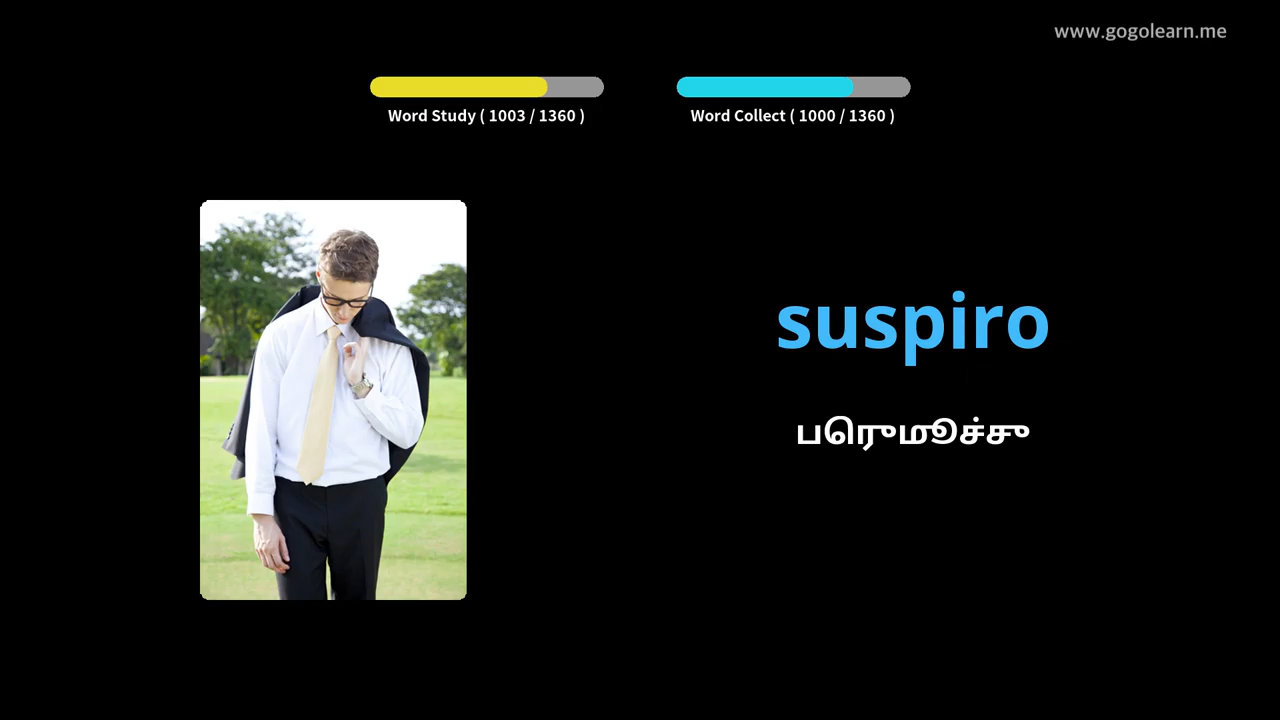 www.gogolearn.me
Word Study ( 1003 / 1360 )
Word Collect ( 1000 / 1360 )
suspiro
பெருமூச்சு